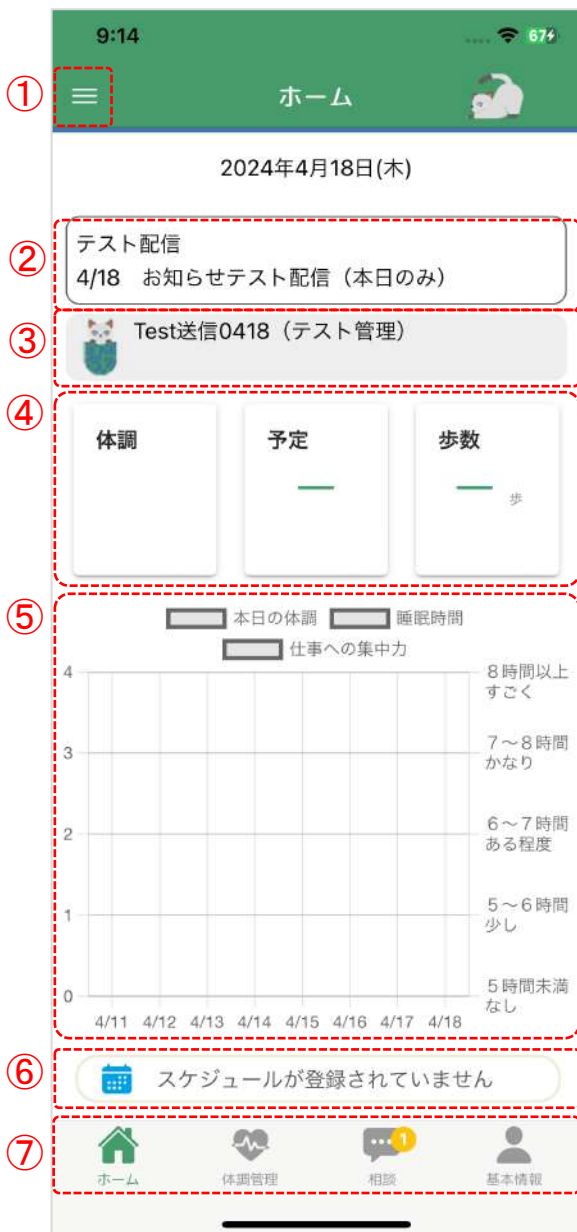 9:14
67
①
ホーム
2024年4月18日(木)
②
テスト配信
4/18 お知らせテスト配信（本日のみ）
③
Test送信0418（テスト管理）
④
体調
予定
歩数
歩
⑤
本日の体調 睡眠時間
仕事への集中力
4
8時間以上
すごく
3
7～8時間
かなり
2
6～7時間
ある程度
1
5～6時間
少し
0
5時間未満
なし
4/11 4/12 4/13 4/14 4/15 4/16 4/17 4/18
⑥
スケジュールが登録されていません
⑦
1
ホーム 体調管理 相談 基本情報